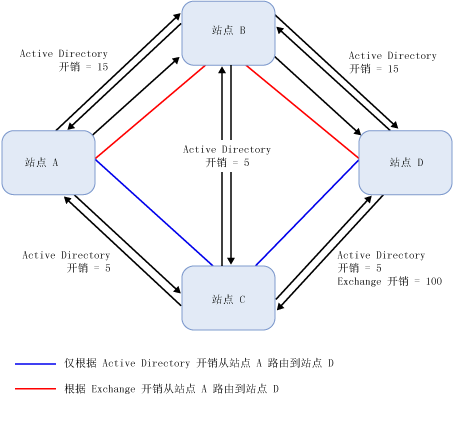 站点 B
Active Directory
开销 = 15
Active Directory
开销 = 15
站点 A
Active Directory
开销 = 5
站点 D
Active Directory
开销 = 5
Active Directory
开销 = 5
Exchange 开销 = 100
站点 C
仅根据 Active Directory 开销从站点 A 路由到站点 D
根据 Exchange 开销从站点 A 路由到站点 D